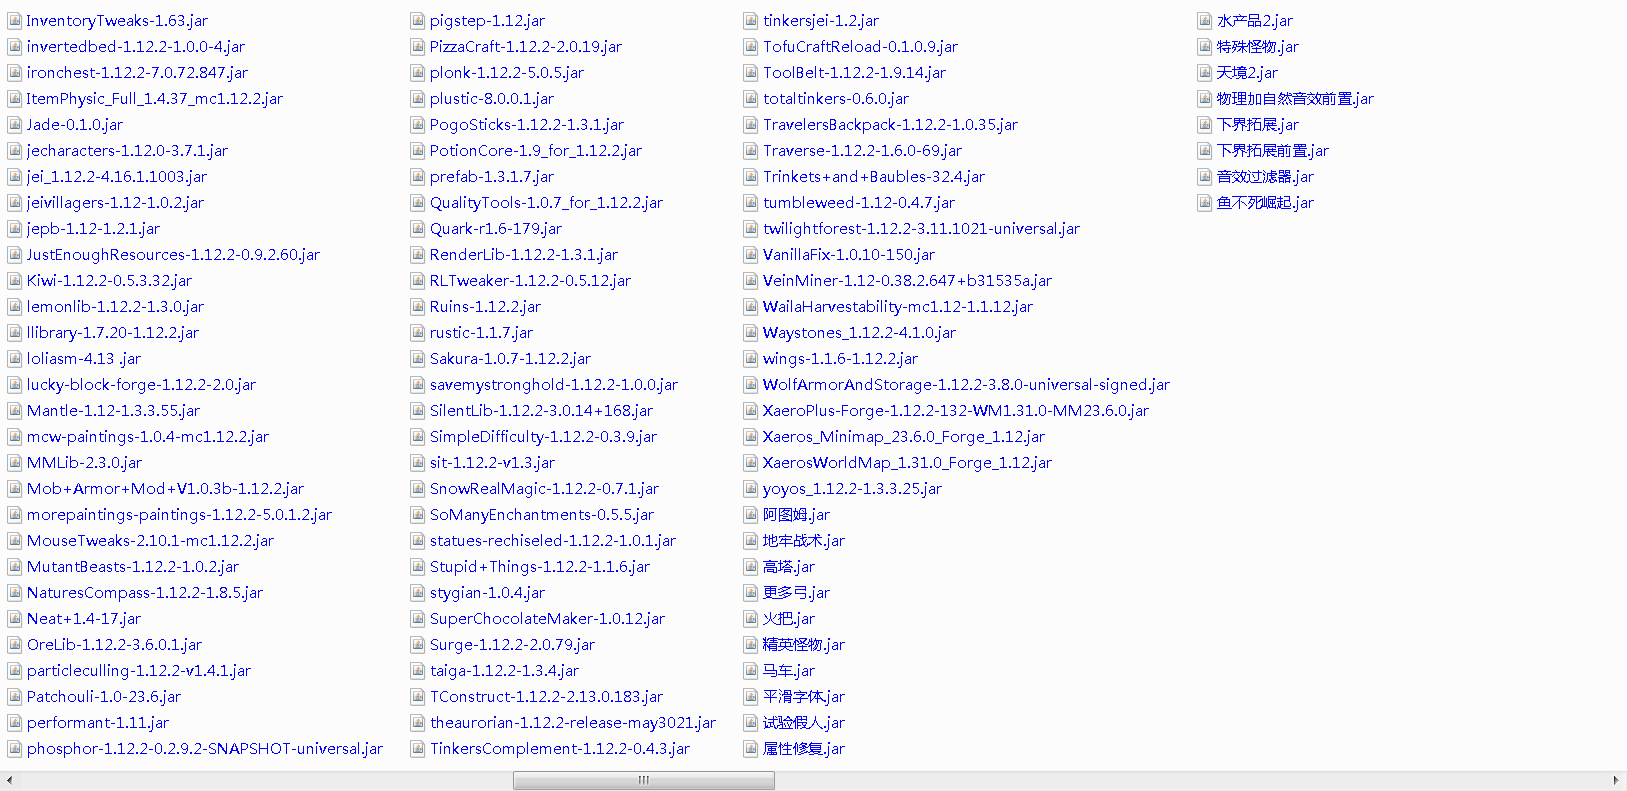 InventoryTweaks-1.63.jar
invertedbed-1.12.2-1.0.0-4.jar
ironchest-1.12.2-7.0.72.847.jar
ItemPhysic_Full_1.4.37_mc1.12.2.jar
Jade-0.1.0.jar
jecharacters-1.12.0-3.7.1.jar
jei_1.12.2-4.16.1.1003.jar
jeivillagers-1.12-1.0.2.jar
jepb-1.12-1.2.1.jar
JustEnoughResources-1.12.2-0.9.2.60.jar
Kiwi-1.12.2-0.5.3.32.jar
lemonlib-1.12.2-1.3.0.jar
llibrary-1.7.20-1.12.2.jar
loliasm-4.13 .jar
lucky-block-forge-1.12.2-2.0.jar
Mantle-1.12-1.3.3.55.jar
mcw-paintings-1.0.4-mc1.12.2.jar
MMLib-2.3.0.jar
Mob+Armor+Mod+V1.0.3b-1.12.2.jar
morepaintings-paintings-1.12.2-5.0.1.2.jar
MouseTweaks-2.10.1-mc1.12.2.jar
MutantBeasts-1.12.2-1.0.2.jar
NaturesCompass-1.12.2-1.8.5.jar
Neat+1.4-17.jar
OreLib-1.12.2-3.6.0.1.jar
particleculling-1.12.2-v1.4.1.jar
Patchouli-1.0-23.6.jar
performant-1.11.jar
phosphor-1.12.2-0.2.9.2-SNAPSHOT-universal.jar
pigstep-1.12.jar
PizzaCraft-1.12.2-2.0.19.jar
plonk-1.12.2-5.0.5.jar
plustic-8.0.0.1.jar
PogoSticks-1.12.2-1.3.1.jar
PotionCore-1.9_for_1.12.2.jar
prefab-1.3.1.7.jar
QualityTools-1.0.7_for_1.12.2.jar
Quark-r1.6-179.jar
RenderLib-1.12.2-1.3.1.jar
RLTweaker-1.12.2-0.5.12.jar
Ruins-1.12.2.jar
rustic-1.1.7.jar
Sakura-1.0.7-1.12.2.jar
savemystronghold-1.12.2-1.0.0.jar
SilentLib-1.12.2-3.0.14+168.jar
SimpleDifficulty-1.12.2-0.3.9.jar
sit-1.12.2-v1.3.jar
SnowRealMagic-1.12.2-0.7.1.jar
SoManyEnchantments-0.5.5.jar
statues-rechiseled-1.12.2-1.0.1.jar
Stupid+Things-1.12.2-1.1.6.jar
stygian-1.0.4.jar
SuperChocolateMaker-1.0.12.jar
Surge-1.12.2-2.0.79.jar
taiga-1.12.2-1.3.4.jar
TConstruct-1.12.2-2.13.0.183.jar
theaurorian-1.12.2-release-may3021.jar
TinkersComplement-1.12.2-0.4.3.jar
tinkersjei-1.2.jar
TofuCraftReload-0.1.0.9.jar
ToolBelt-1.12.2-1.9.14.jar
totaltinkers-0.6.0.jar
TravelersBackpack-1.12.2-1.0.35.jar
Traverse-1.12.2-1.6.0-69.jar
Trinkets+and+Baubles-32.4.jar
tumbleweed-1.12-0.4.7.jar
twilightforest-1.12.2-3.11.1021-universal.jar
VanillaFix-1.0.10-150.jar
VeinMiner-1.12-0.38.2.647+b31535a.jar
WailaHarvestability-mc1.12-1.1.12.jar
Waystones_1.12.2-4.1.0.jar
wings-1.1.6-1.12.2.jar
WolfArmorAndStorage-1.12.2-3.8.0-universal-signed.jar
XaeroPlus-Forge-1.12.2-132-WM1.31.0-MM23.6.0.jar
Xaeros_Minimap_23.6.0_Forge_1.12.jar
XaerosWorldMap_1.31.0_Forge_1.12.jar
yoyos_1.12.2-1.3.3.25.jar
阿图姆.jar
地牢战术.jar
高塔.jar
更多弓.jar
火把.jar
精英怪物.jar
马车.jar
平滑字体.jar
试验假人.jar
属性修复.jar
水产品2.jar
特殊怪物.jar
天境2.jar
物理加自然音效前置.jar
下界拓展.jar
下界拓展前置.jar
音效过滤器.jar
鱼不死崛起.jar